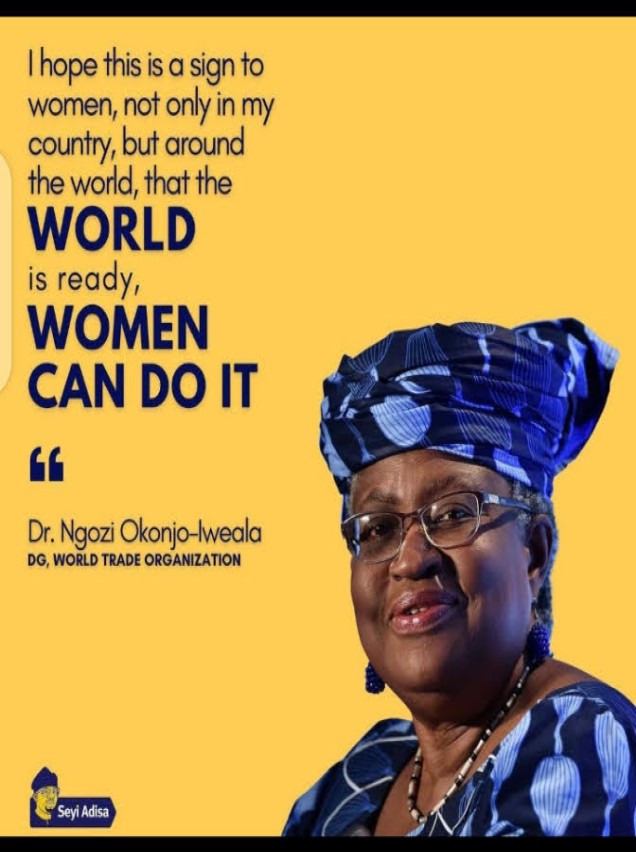 I hope this is a sign to
women, not only in my
country, but around
the world, that the
WORLD
is ready,
WOMEN
CAN DO IT
“
Dr. Ngozi Okonjo-Iweala
DG, WORLD TRADE ORGANIZATION
Seyi Adisa